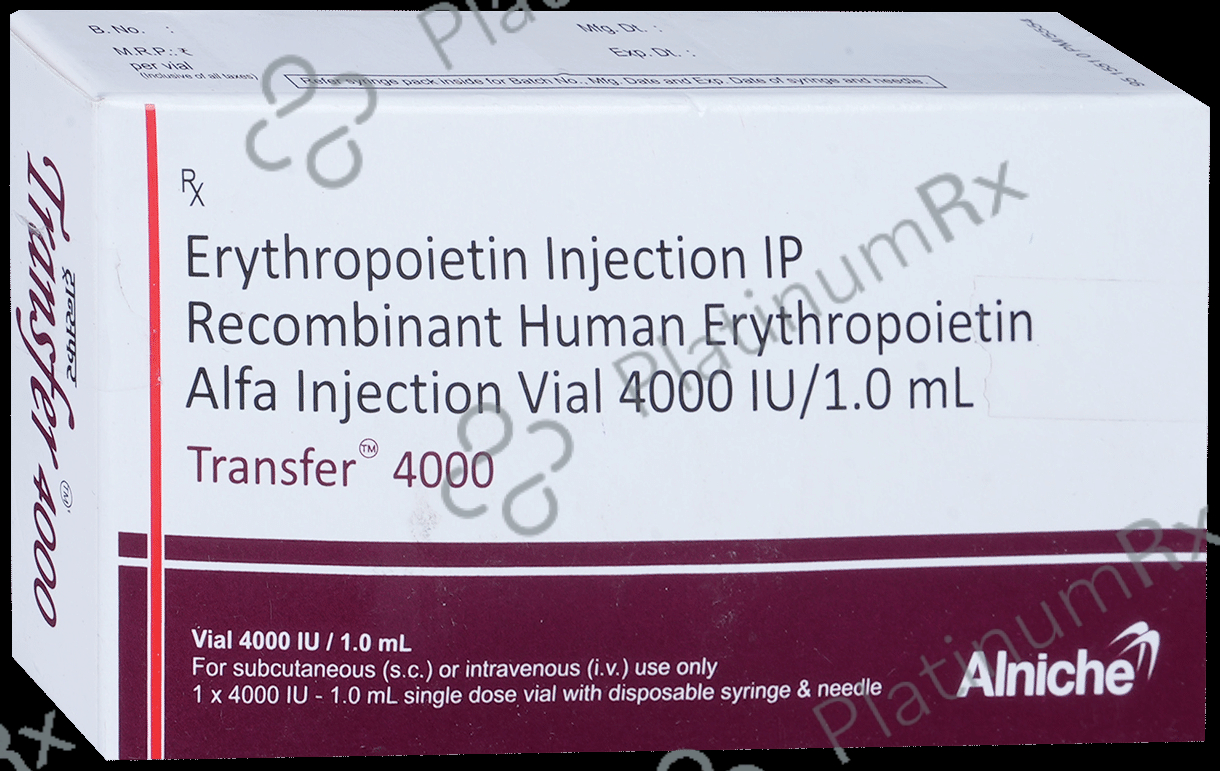 B. No. :
M.R.P.: ₹
per vial
(Inclusive of all taxes)
Mfg. Dt. :
Exp. Dt. :
Refer syringe pack inside for Batch No., Mfg. Date and Exp. Date of syringe and needle.
Rx
Erythropoietin Injection IP
Recombinant Human Erythropoietin
Alfa Injection Vial 4000 IU/1.0 mL
Transfer™ 4000
Vial 4000 IU / 1.0 mL
For subcutaneous (s.c.) or intravenous (i.v.) use only
1 x 4000 IU - 1.0 mL single dose vial with disposable syringe & needle
Alniche
Transfer™ 4000
PlatinumRx
PlatinumRx